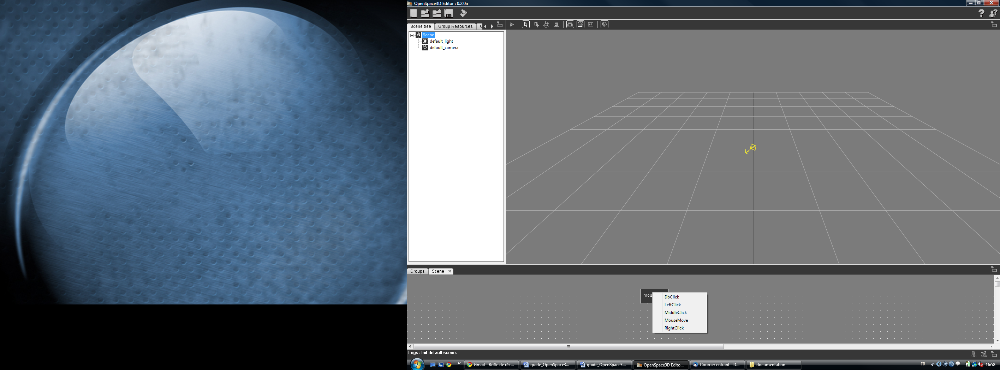 OpenSpace3D Editor : 0.2.0a
Scene tree
Group Resources
Scene
default_light
default_camera
Groups
Scene
DbClick
LeftClick
MiddleClick
MouseMove
RightClick
Logs : Init default scene.
Gmail - Boîte de réc...
guide_OpenSpace3...
guide_OpenSpace3...
OpenSpace3D Edito...
Courrier entrant - D...
documentation
FR
16:58